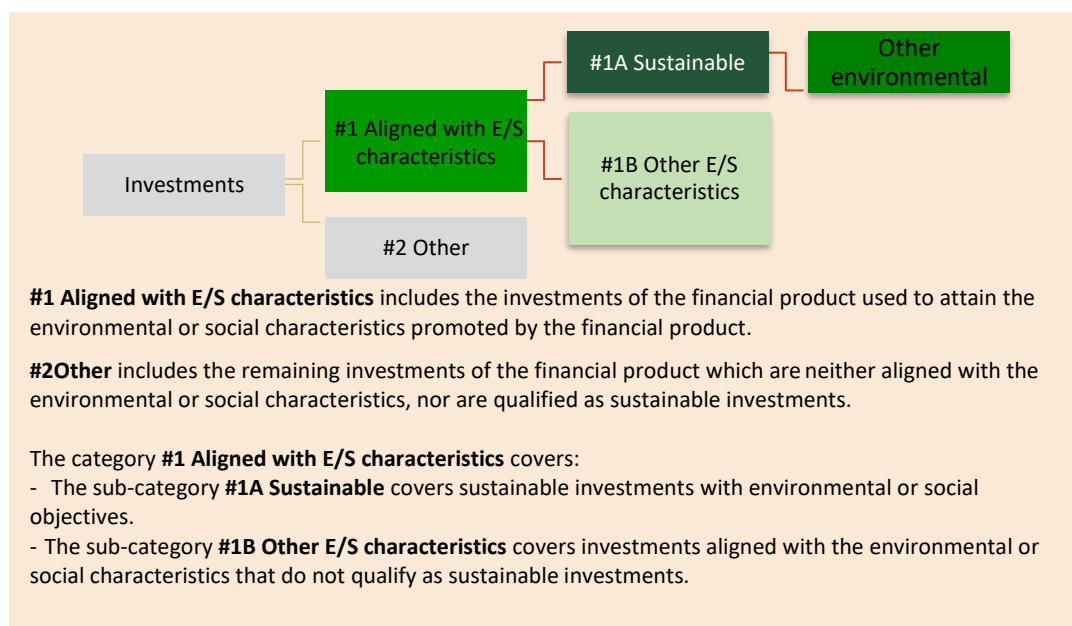 #1A Sustainable
Other
environmental
#1 Aligned with E/S
characteristics
#1B Other E/S
characteristics
Investments
#2 Other
#1 Aligned with E/S characteristics includes the investments of the financial product used to attain the
environmental or social characteristics promoted by the financial product.
#2Other includes the remaining investments of the financial product which are neither aligned with the
environmental or social characteristics, nor are qualified as sustainable investments.
The category #1 Aligned with E/S characteristics covers:
- The sub-category #1A Sustainable covers sustainable investments with environmental or social
objectives.
- The sub-category #1B Other E/S characteristics covers investments aligned with the environmental or
social characteristics that do not qualify as sustainable investments.